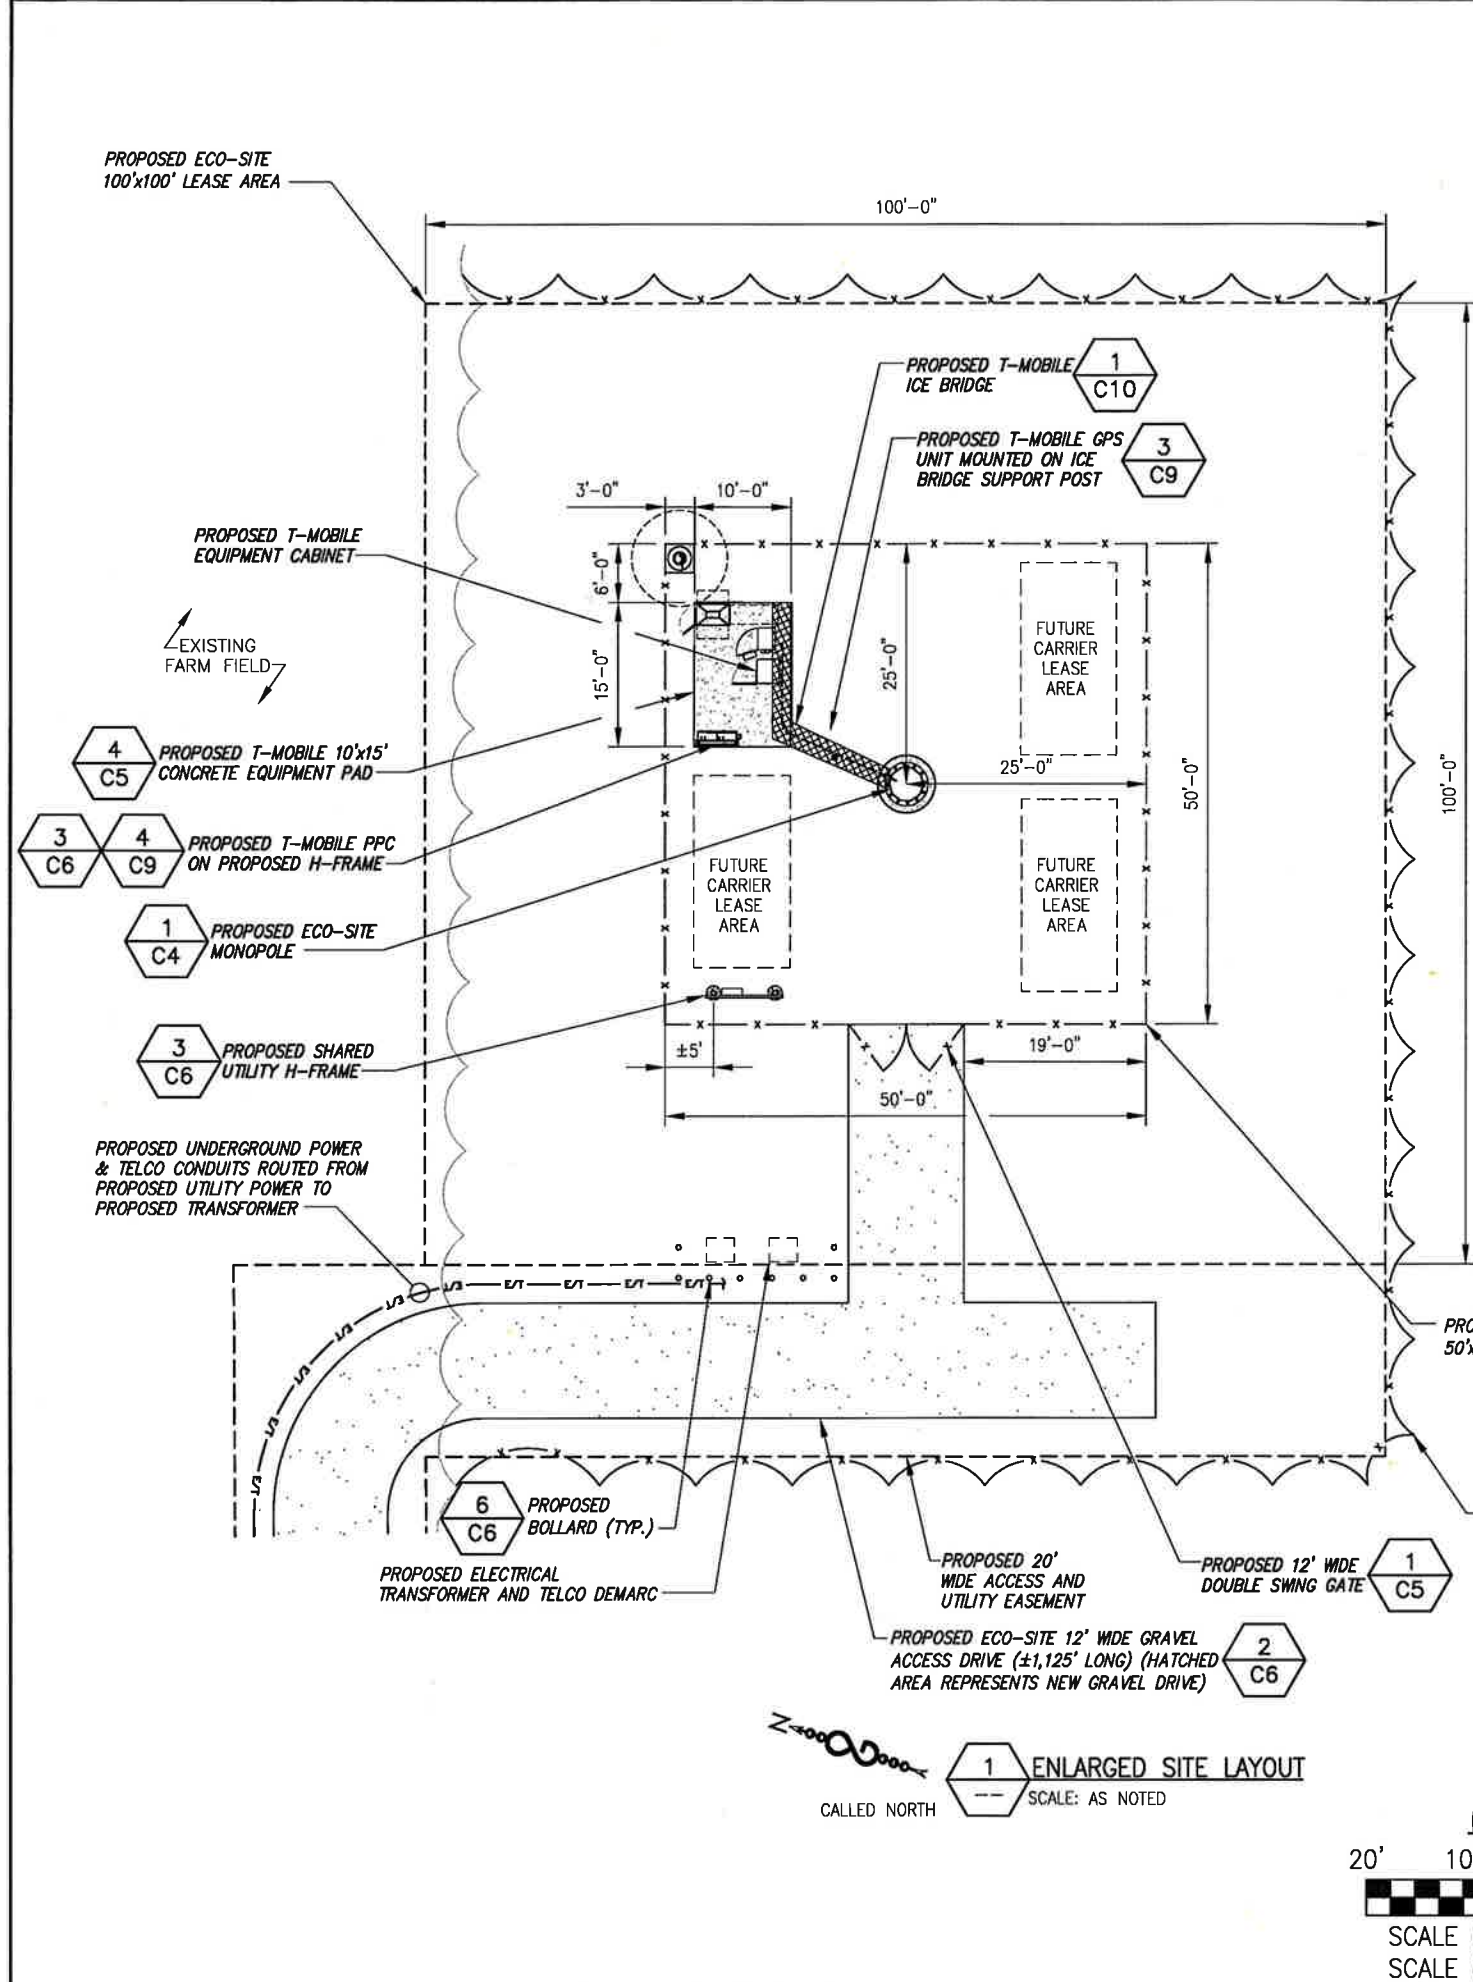 PROPOSED ECO-SITE
100'x100' LEASE AREA
100'-0"
PROPOSED T-MOBILE
ICE BRIDGE
1
C10
PROPOSED T-MOBILE GPS
UNIT MOUNTED ON ICE
BRIDGE SUPPORT POST
3
C9
3'-0"
10'-0"
PROPOSED T-MOBILE
EQUIPMENT CABINET
6'-0"
15'-0"
25'-0"
FUTURE
CARRIER
LEASE
AREA
EXISTING
FARM FIELD
4
C5
PROPOSED T-MOBILE 10'x15'
CONCRETE EQUIPMENT PAD
25'-0"
50'-0"
100'-0"
3
C6
4
C9
PROPOSED T-MOBILE PPC
ON PROPOSED H-FRAME
FUTURE
CARRIER
LEASE
AREA
FUTURE
CARRIER
LEASE
AREA
1
C4
PROPOSED ECO-SITE
MONOPOLE
3
C6
PROPOSED SHARED
UTILITY H-FRAME
±5'
19'-0"
50'-0"
PROPOSED UNDERGROUND POWER
& TELCO CONDUITS ROUTED FROM
PROPOSED UTILITY POWER TO
PROPOSED TRANSFORMER
E/T
E/T
E/T
E/T
E/T
E/T
E/T
E/T
E/T
E/T
PRO
50'x
6
C6
PROPOSED
BOLLARD (TYP.)
PROPOSED ELECTRICAL
TRANSFORMER AND TELCO DEMARC
PROPOSED 20'
WIDE ACCESS AND
UTILITY EASEMENT
PROPOSED 12' WIDE
DOUBLE SWING GATE
1
C5
PROPOSED ECO-SITE 12' WIDE GRAVEL
ACCESS DRIVE (±1,125' LONG) (HATCHED
AREA REPRESENTS NEW GRAVEL DRIVE)
2
C6
N
CALLED NORTH
1
--
ENLARGED SITE LAYOUT
SCALE: AS NOTED
20' 10
SCALE
SCALE